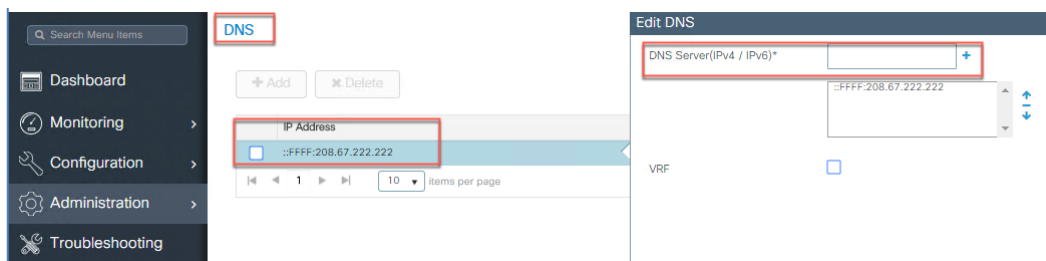 Search Menu Items
Dashboard
Monitoring
Configuration
Administration
Troubleshooting
DNS
+ Add
✖ Delete
IP Address
::FFFF:208.67.222.222
1
10
items per page
Edit DNS
DNS Server(IPv4 / IPv6)*
::FFFF:208.67.222.222
VRF